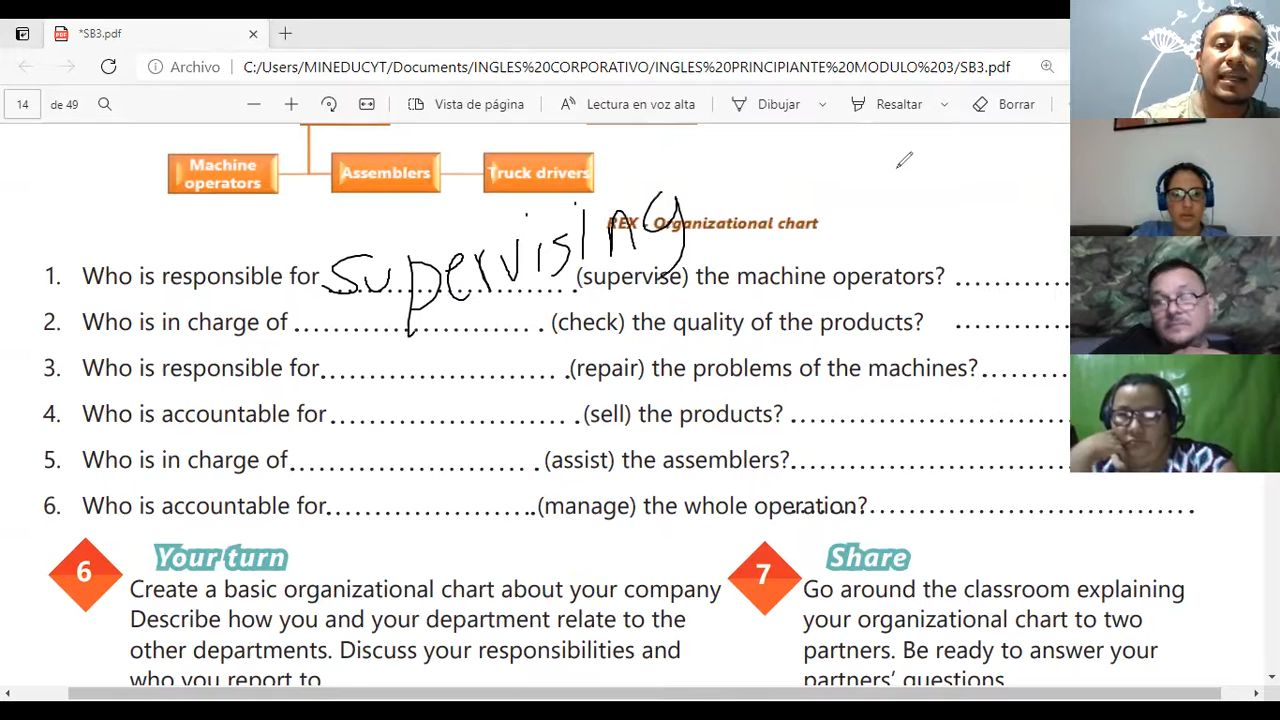 *SB3.pdf
Archivo C:/Users/MINEDUCYT/Documents/INGLES%20CORPORATIVO/INGLES%20PRINCIPIANTE%20MODULO%203/SB3.pdf
14 de 49 Vista de página Lectura en voz alta Dibujar Resaltar Borrar
Machine operators Assemblers Truck drivers
REX - Organizational chart
supervising
1. Who is responsible for .......................... (supervise) the machine operators? ...........
2. Who is in charge of .......................... (check) the quality of the products? ...........
3. Who is responsible for.......................... (repair) the problems of the machines?.........
4. Who is accountable for.......................... (sell) the products? ............................
5. Who is in charge of.......................... (assist) the assemblers?............................
6. Who is accountable for......................(manage) the whole operation?....................................
6 Your turn
Create a basic organizational chart about your company
Describe how you and your department relate to the
other departments. Discuss your responsibilities and
who you report to
7 Share
Go around the classroom explaining
your organizational chart to two
partners. Be ready to answer your
partners' questions